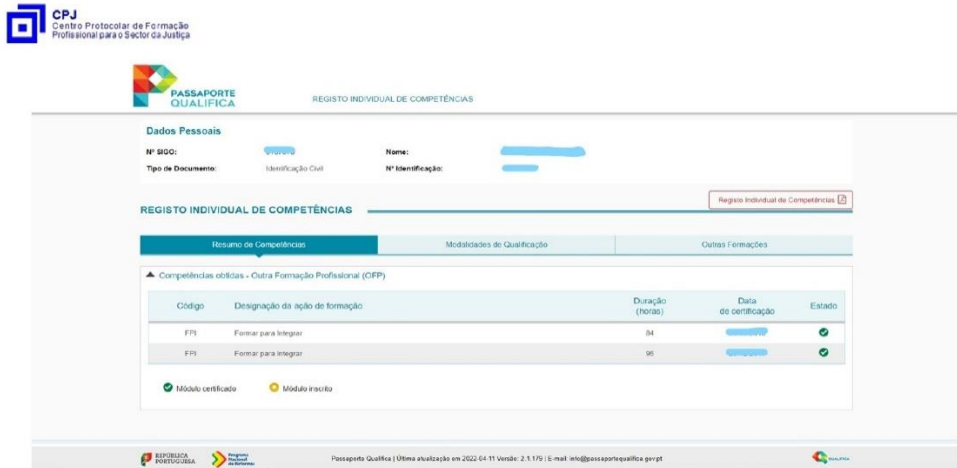 CPJ
Centro Protocolar de Formação
Profissional para o Sector da Justiça
PASSAPORTE
QUALIFICA
REGISTO INDIVIDUAL DE COMPETÊNCIAS
Dados Pessoais
Nº SIGO:
Nome:
Tipo de Documento: Identificação Civil
Nº Identificação:
Registo Individual de Competências
REGISTO INDIVIDUAL DE COMPETÊNCIAS
Resumo de Competências
Modalidades de Qualificação
Outras Formações
Competências obtidas - Outra Formação Profissional (OFP)
Código
Designação da ação de formação
Duração
(horas)
Data
de certificação
Estado
FPI Formar para Integrar 84
FPI Formar para Integrar 96
Módulo certificado
Módulo inscrito
REPÚBLICA
PORTUGUESA
Programa
Nacional
de Reformas
Passaporte Qualifica | Última atualização em 2022-04-11 Versão: 2.1.179 | E-mail: info@passaportequalifica.gov.pt
QUALIFICA